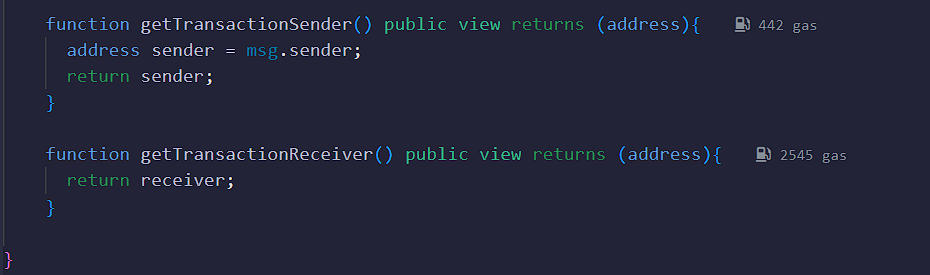 function getTransactionSender() public view returns (address){ 442 gas
address sender = msg.sender;
return sender;
}
function getTransactionReceiver() public view returns (address){ 2545 gas
return receiver;
}
}